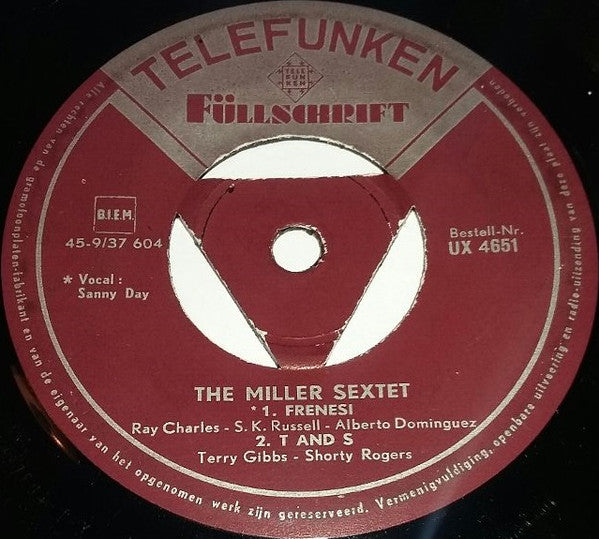 TELEFUNKEN
TELE
FUN
KEN
FÜLLSCHRIFT
B.I.E.M.
45-9/37 604
* Vocal :
Sanny Day
Bestell-Nr.
UX 4651
THE MILLER SEXTET
* 1. FRENESI
Ray Charles - S. K. Russell - Alberto Dominguez
2. T AND S
Terry Gibbs - Shorty Rogers
Alle rechten van de gramofoonplaten-fabrikant en van de eigenaar van het opgenomen werk zijn gereserveerd. Vermenigvuldiging, openbare uitvoering en radio-uitzending van deze plaat zijn verboden